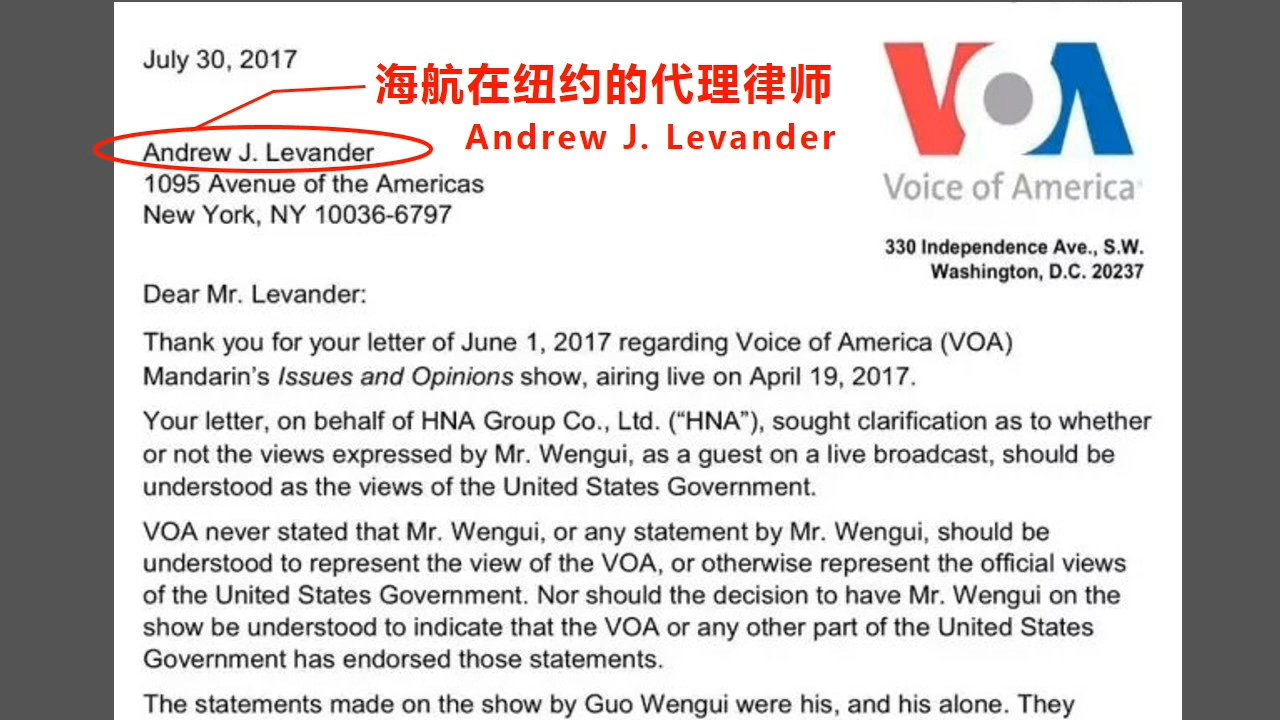 July 30, 2017
海航在纽约的代理律师
Andrew J. Levander
Andrew J. Levander
1095 Avenue of the Americas
New York, NY 10036-6797
VOA
Voice of America
330 Independence Ave., S.W.
Washington, D.C. 20237
Dear Mr. Levander:
Thank you for your letter of June 1, 2017 regarding Voice of America (VOA)
Mandarin’s Issues and Opinions show, airing live on April 19, 2017.
Your letter, on behalf of HNA Group Co., Ltd. (“HNA”), sought clarification as to whether
or not the views expressed by Mr. Wengui, as a guest on a live broadcast, should be
understood as the views of the United States Government.
VOA never stated that Mr. Wengui, or any statement by Mr. Wengui, should be
understood to represent the view of the VOA, or otherwise represent the official views
of the United States Government. Nor should the decision to have Mr. Wengui on the
show be understood to indicate that the VOA or any other part of the United States
Government has endorsed those statements.
The statements made on the show by Guo Wengui were his, and his alone. They